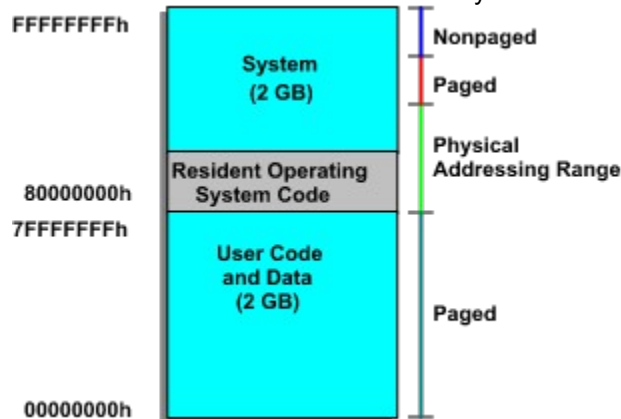 FFFFFFFFh
Nonpaged
System
(2 GB)
Paged
Physical
Addressing Range
Resident Operating
System Code
80000000h
7FFFFFFFh
User Code
and Data
(2 GB)
Paged
00000000h